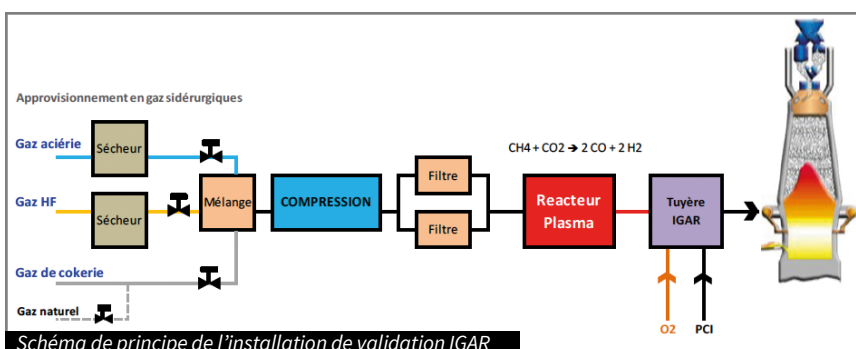 Approvisionnement en gaz sidérurgiques
Gaz aciérie
Sécheur
Gaz HF
Sécheur
Mélange
COMPRESSION
Filtre
Filtre
CH4 + CO2 → 2 CO + 2 H2
Reacteur
Plasma
Tuyère
IGAR
Gaz de cokerie
Gaz naturel
O2
PCI
Schéma de principe de l'installation de validation IGAR